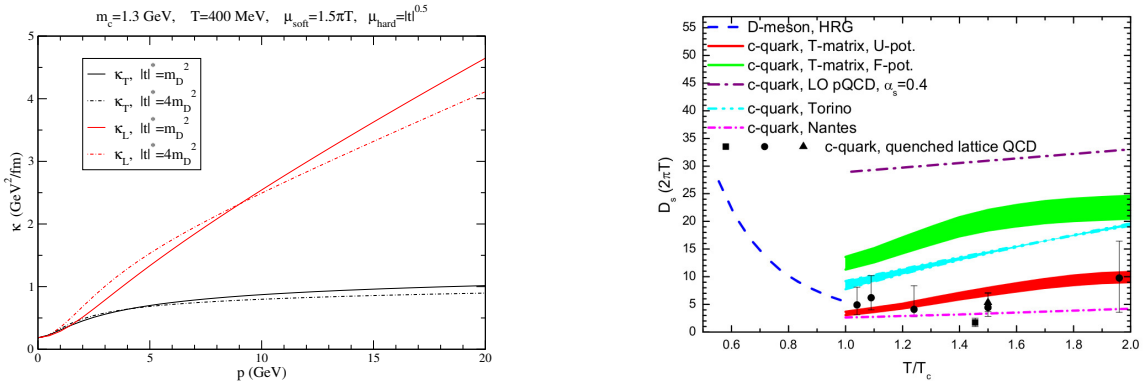 m_c=1.3 GeV, T=400 MeV, μ_soft=1.5πT, μ_hard=|t|^0.5
κ_T, |t|^*=m_D^2
κ_T, |t|^*=4m_D^2
κ_L, |t|^*=m_D^2
κ_L, |t|^*=4m_D^2
κ (GeV^2/fm)
5
4
3
2
1
0
0 5 10 15 20
p (GeV)
D-meson, HRG
c-quark, T-matrix, U-pot.
c-quark, T-matrix, F-pot.
c-quark, LO pQCD, α_s=0.4
c-quark, Torino
c-quark, Nantes
c-quark, quenched lattice QCD
D_s (2πT)
55
50
45
40
35
30
25
20
15
10
5
0
0.6 0.8 1.0 1.2 1.4 1.6 1.8 2.0
T/T_c